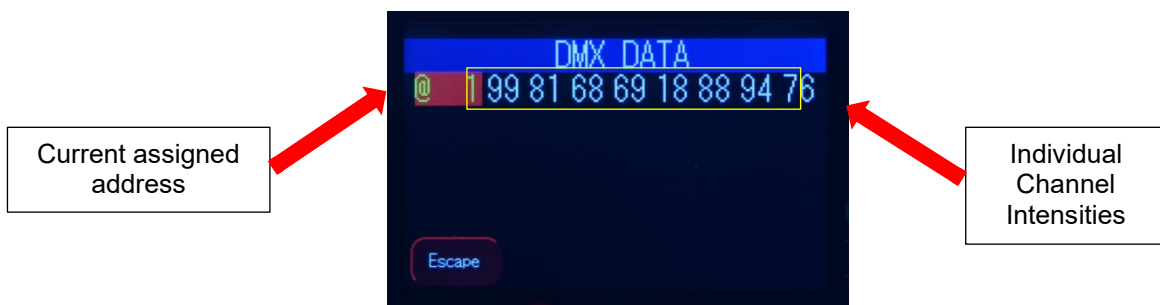 DMX DATA
@ 1 99 81 68 69 18 88 94 76
Current assigned
address
Individual
Channel
Intensities
Escape